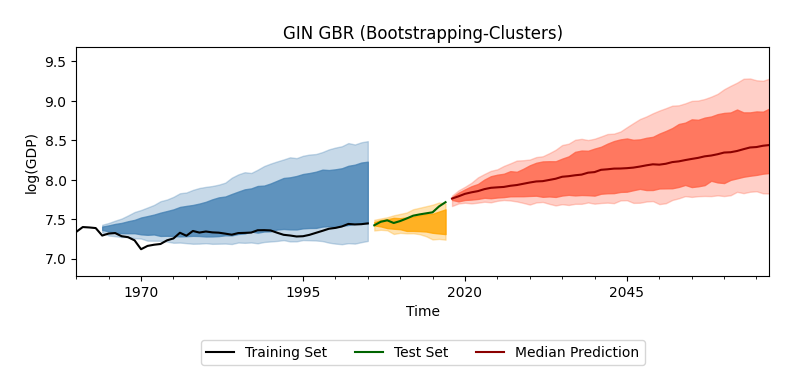 GIN GBR (Bootstrapping-Clusters)
9.5
9.0
8.5
8.0
7.5
7.0
log(GDP)
1970 1995 2020 2045
Time
Training Set Test Set Median Prediction